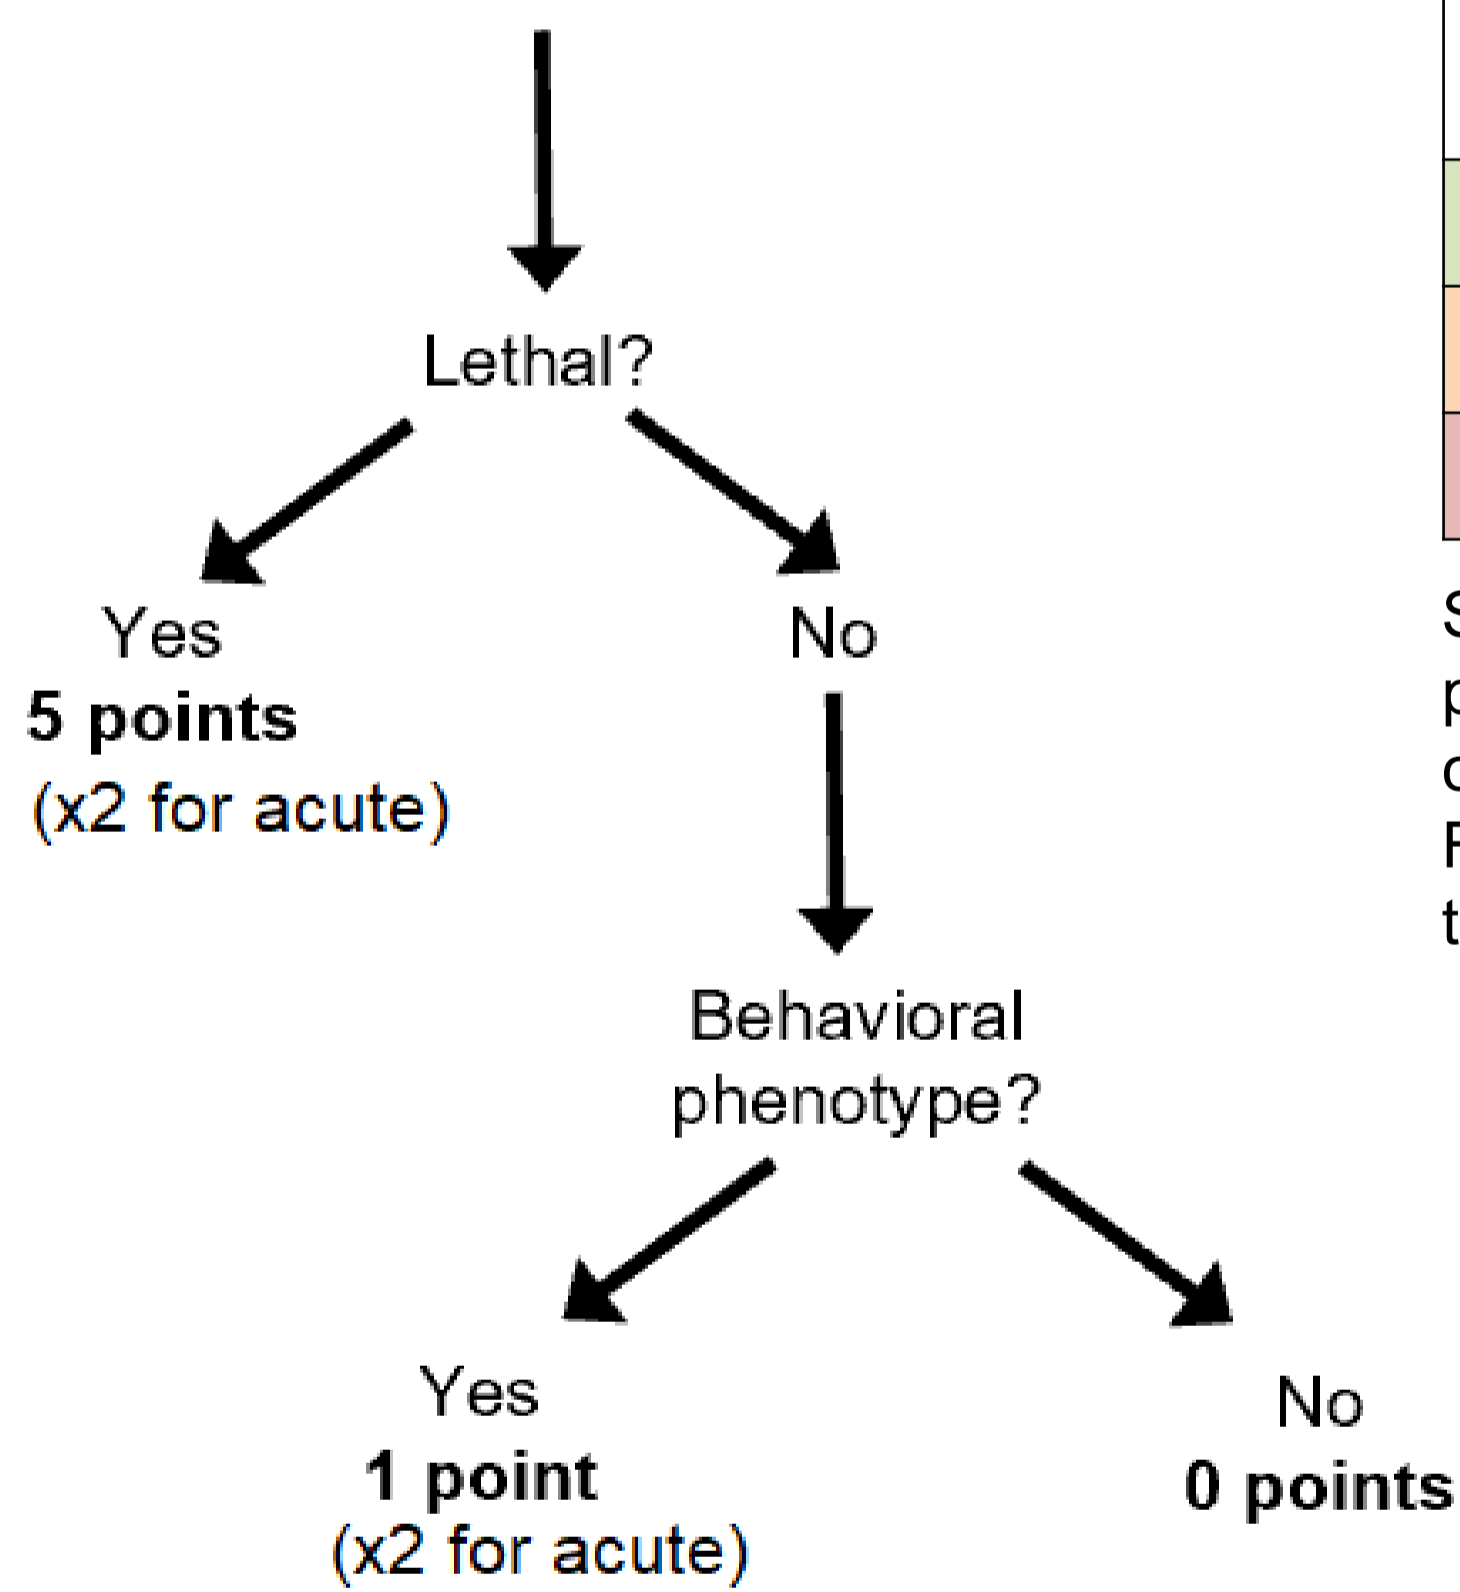 Lethal?
Yes
No
5 points
(x2 for acute)
Behavioral
phenotype?
Yes
No
1 point
0 points
(x2 for acute)